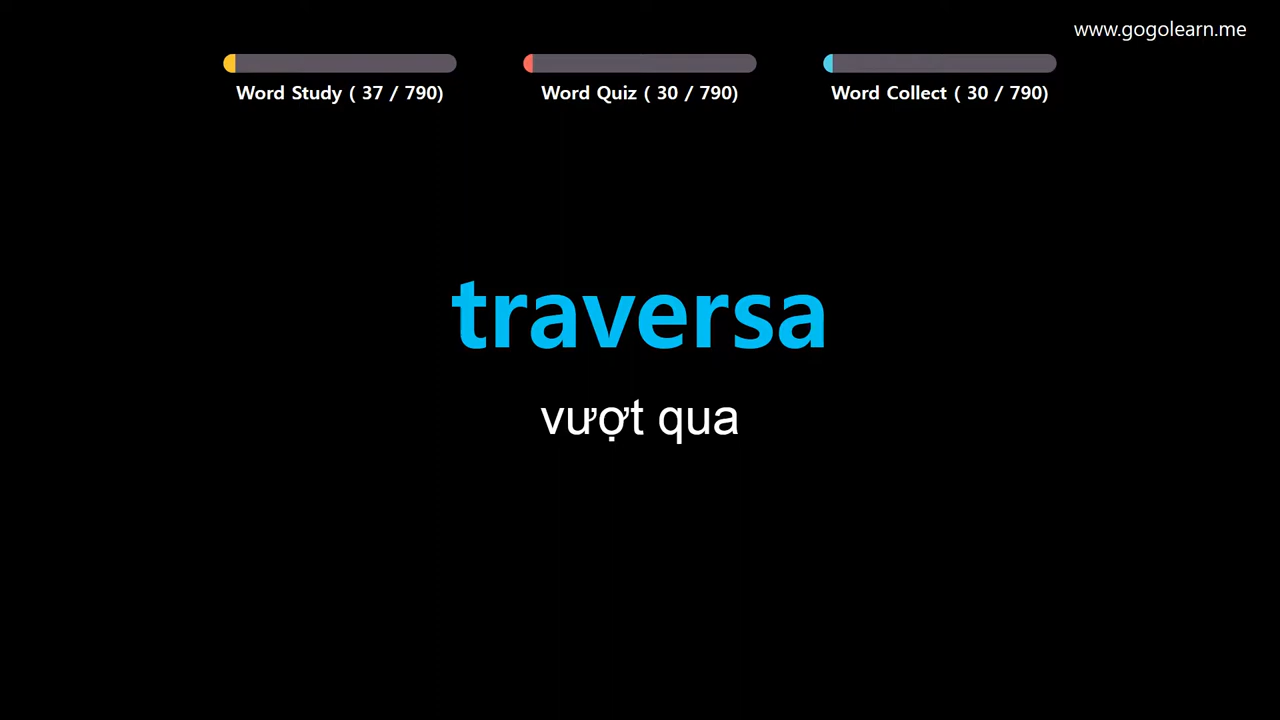 www.gogolearn.me
Word Study ( 37 / 790)
Word Quiz ( 30 / 790)
Word Collect ( 30 / 790)
traversa
vượt qua